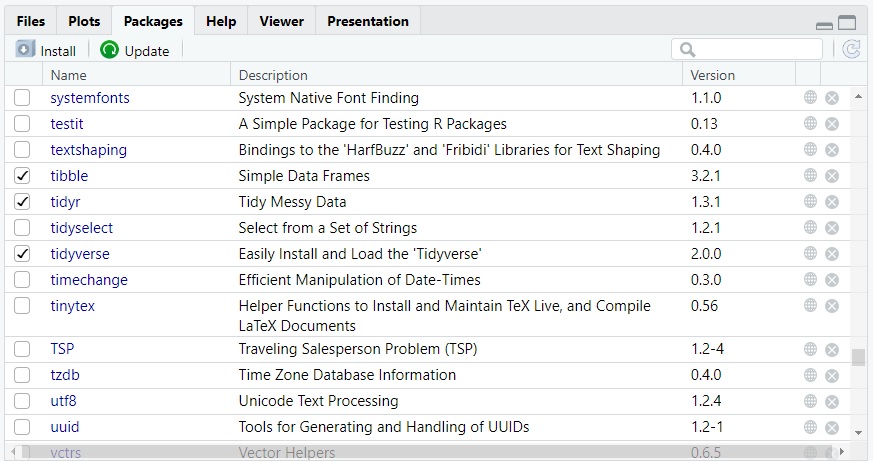 Files Plots Packages Help Viewer Presentation
Install Update
Name Description Version
systemfonts System Native Font Finding 1.1.0
testit A Simple Package for Testing R Packages 0.13
textshaping Bindings to the 'HarfBuzz' and 'Fribidi' Libraries for Text Shaping 0.4.0
tibble Simple Data Frames 3.2.1
tidyr Tidy Messy Data 1.3.1
tidyselect Select from a Set of Strings 1.2.1
tidyverse Easily Install and Load the 'Tidyverse' 2.0.0
timechange Efficient Manipulation of Date-Times 0.3.0
tinytex Helper Functions to Install and Maintain TeX Live, and Compile 0.56
LaTeX Documents
TSP Traveling Salesperson Problem (TSP) 1.2-4
tzdb Time Zone Database Information 0.4.0
utf8 Unicode Text Processing 1.2.4
uuid Tools for Generating and Handling of UUIDs 1.2-1
vctrs Vector Helpers 0.6.5